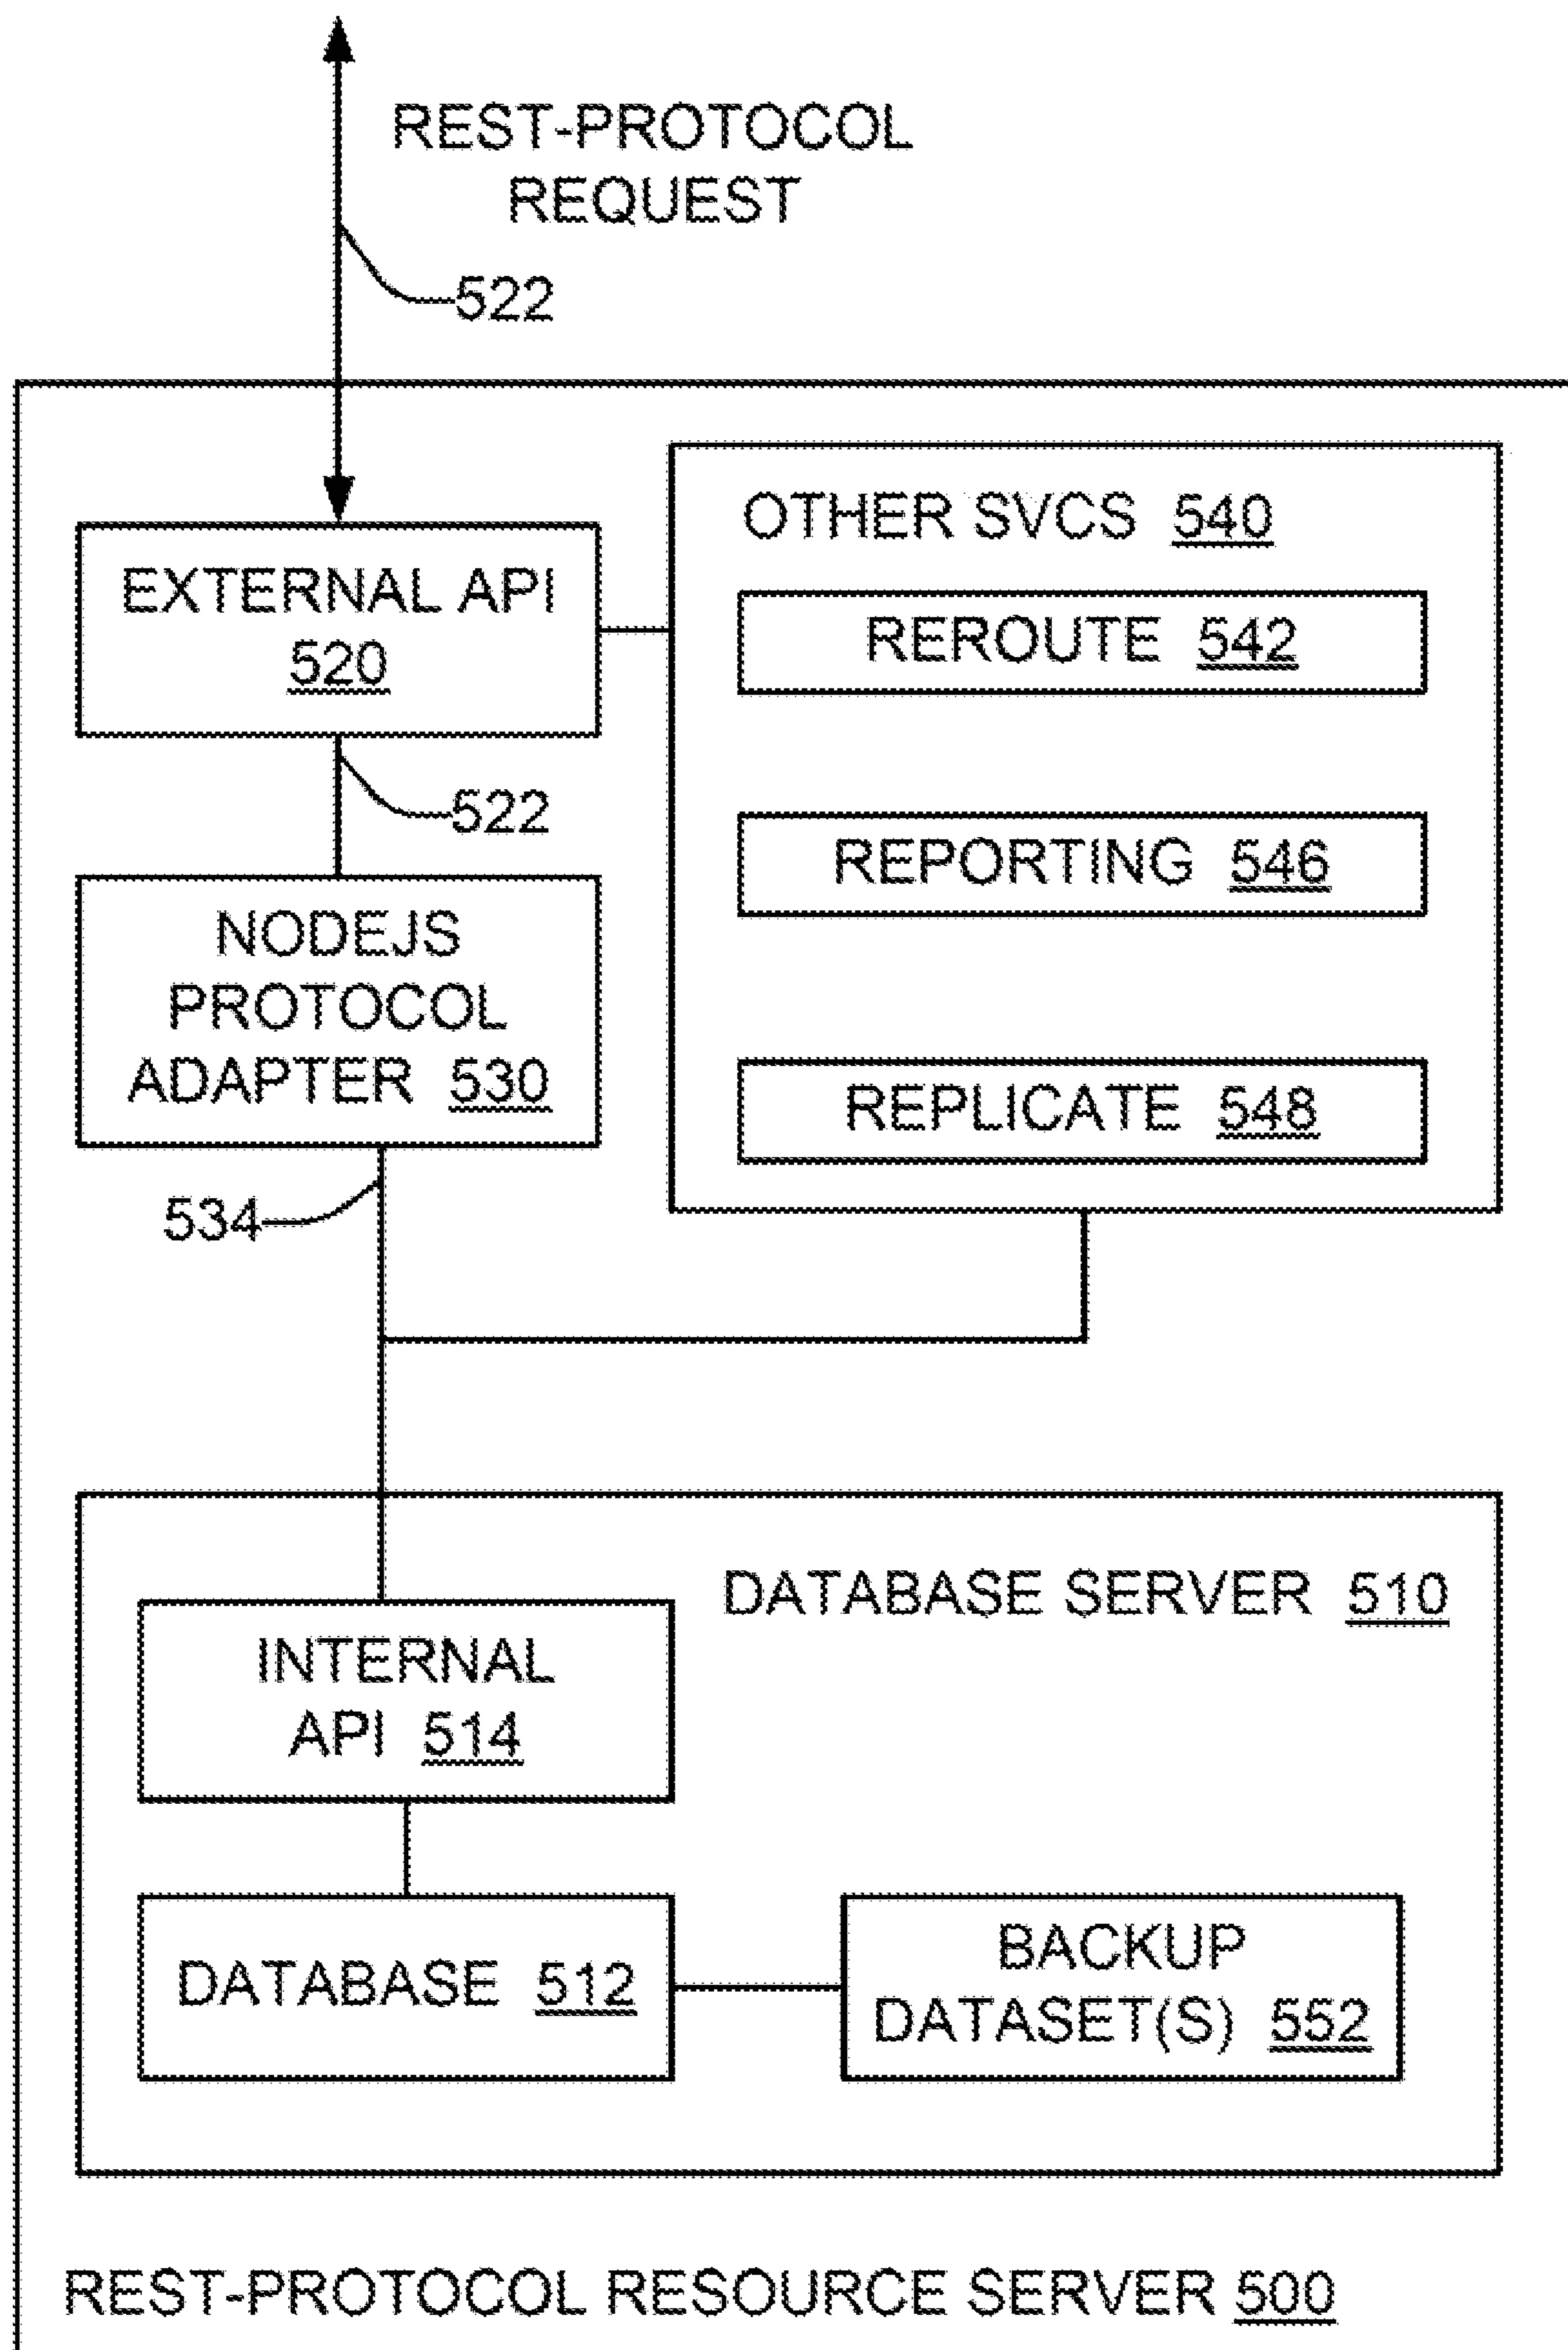 REST-PROTOCOL
REQUEST
522
OTHER SVCS 540
EXTERNAL API
520
REROUTE 542
522
REPORTING 546
NODEJS
PROTOCOL
ADAPTER 530
REPLICATE 548
534
DATABASE SERVER 510
INTERNAL
API 514
DATABASE 512
BACKUP
DATASET(S) 552
REST-PROTOCOL RESOURCE SERVER 500